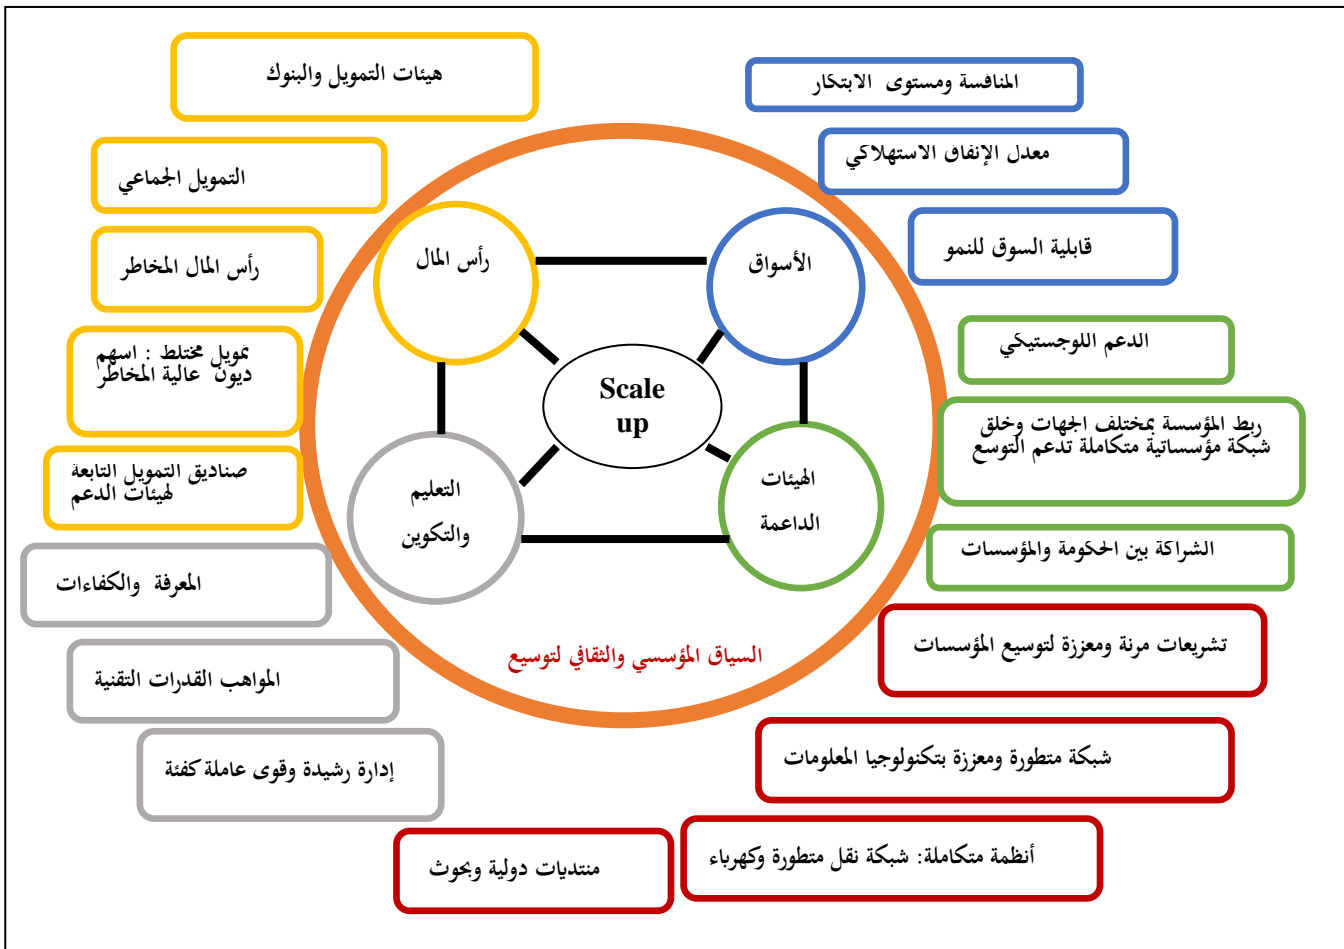 هيئات التمويل والبنوك
المنافسة ومستوى الابتكار
معدل الإنفاق الاستهلاكي
التمويل الجماعي
قابلية السوق للنمو
رأس المال المخاطر
رأس المال
الأسواق
الدعم اللوجستيكي
تمويل مختلط : اسهم
ديون عالية المخاطر
Scale
up
ربط المؤسسة بمختلف الجهات وخلق
شبكة مؤسساتية متكاملة تدعم التوسع
صناديق التمويل التابعة
لهيئات الدعم
التعليم
والتكوين
الهيئات
الداعمة
الشراكة بين الحكومة والمؤسسات
المعرفة والكفاءات
تشريعات مرنة ومعززة لتوسيع المؤسسات
السياق المؤسسي والثقافي لتوسيع
المواهب القدرات التقنية
شبكة متطورة ومعززة بتكنولوجيا المعلومات
إدارة رشيدة وقوى عاملة كفئة
أنظمة متكاملة: شبكة نقل متطورة وكهرباء
منتديات دولية وبحوث